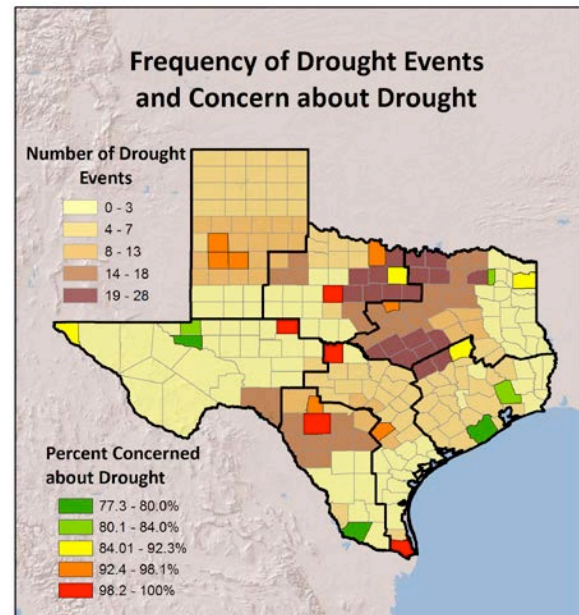 Frequency of Drought Events
and Concern about Drought
Number of Drought
Events
0 - 3
4 - 7
8 - 13
14 - 18
19 - 28
Percent Concerned
about Drought
77.3 - 80.0%
80.1 - 84.0%
84.01 - 92.3%
92.4 - 98.1%
98.2 - 100%